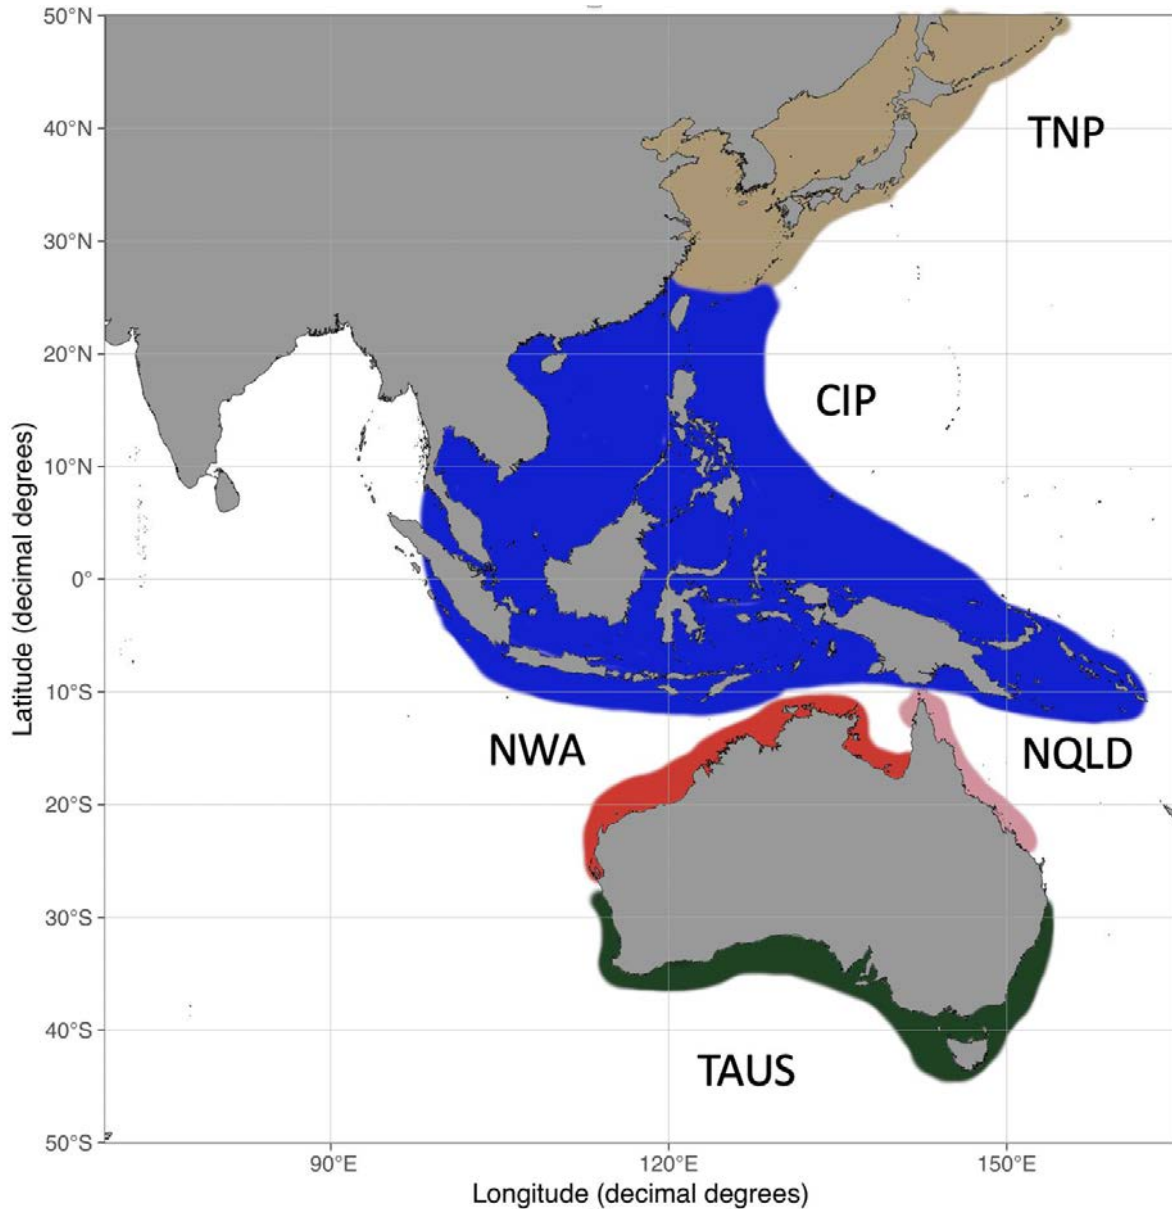 50°N
40°N
30°N
20°N
10°N
0°
10°S
20°S
30°S
40°S
50°S
Latitude (decimal degrees)
TNP
CIP
NWA
NQLD
TAUS
90°E
120°E
150°E
Longitude (decimal degrees)